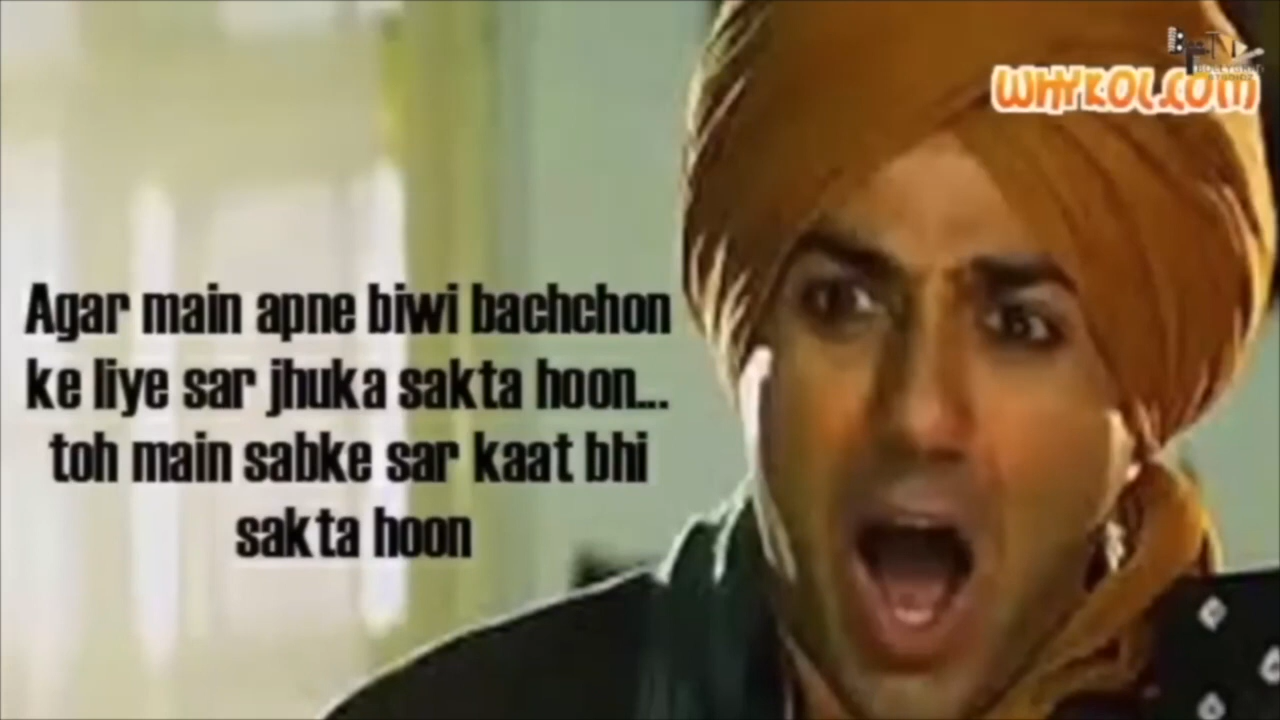 WHYKOL.COM
Agar main apne biwi bachchon
ke liye sar jhuka sakta hoon...
toh main sabke sar kaat bhi
sakta hoon